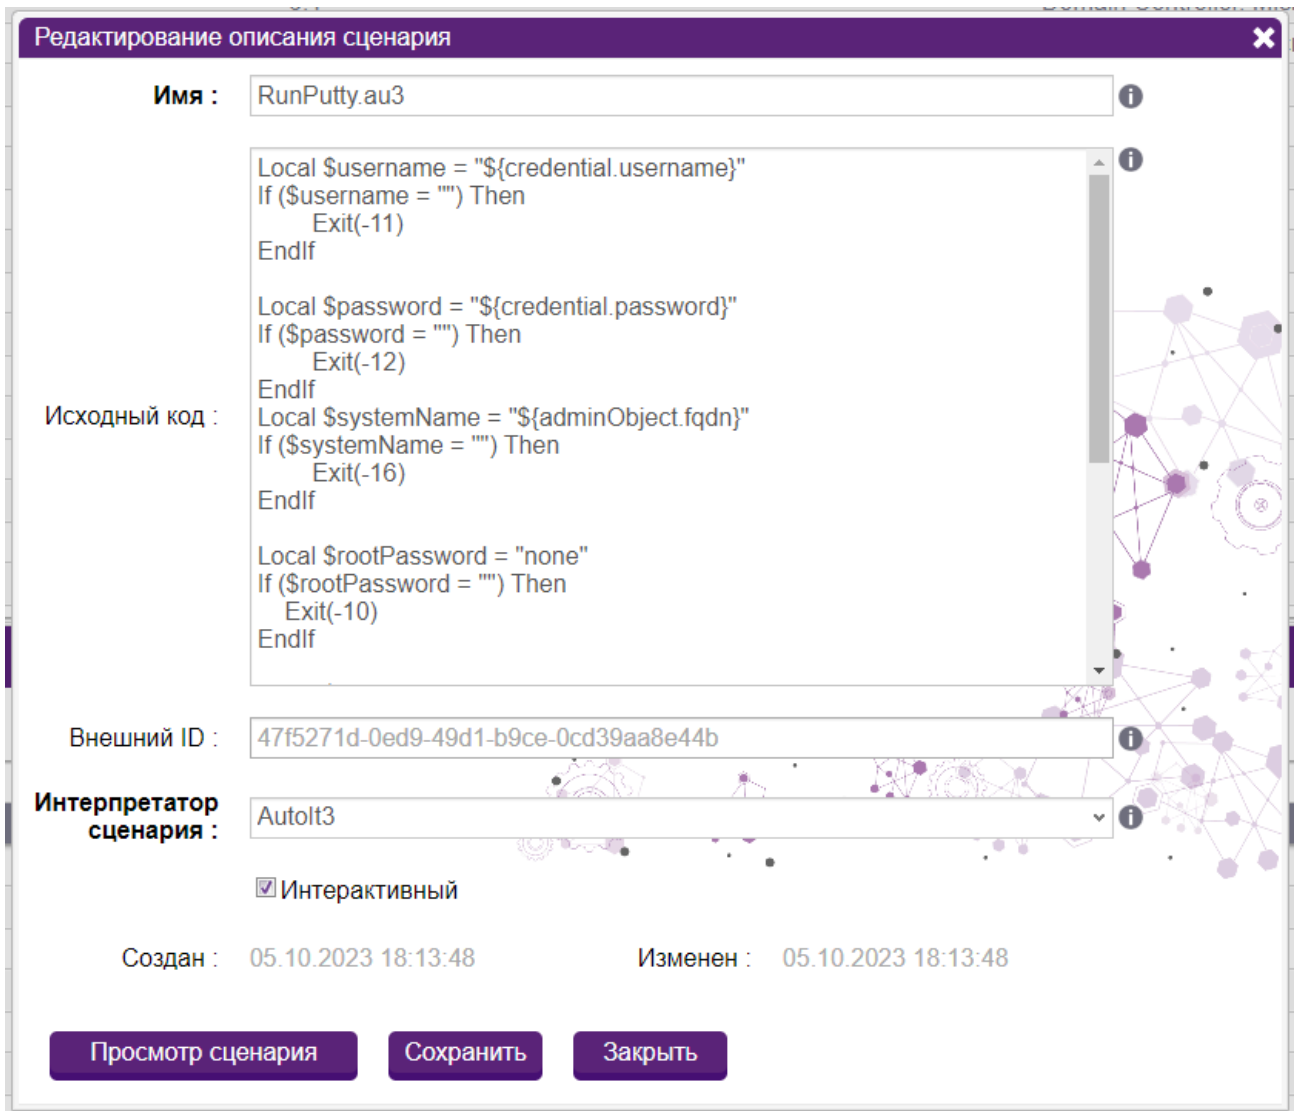 Редактирование описания сценария
Имя : RunPutty.au3
Исходный код :
Local $username = "${credential.username}"
If ($username = "") Then
Exit(-11)
EndIf
Local $password = "${credential.password}"
If ($password = "") Then
Exit(-12)
EndIf
Local $systemName = "${adminObject.fqdn}"
If ($systemName = "") Then
Exit(-16)
EndIf
Local $rootPassword = "none"
If ($rootPassword = "") Then
Exit(-10)
EndIf
Внешний ID : 47f5271d-0ed9-49d1-b9ce-0cd39aa8e44b
Интерпретатор
сценария : AutoIt3
Интерактивный
Создан : 05.10.2023 18:13:48 Изменен : 05.10.2023 18:13:48
Просмотр сценария Сохранить Закрыть